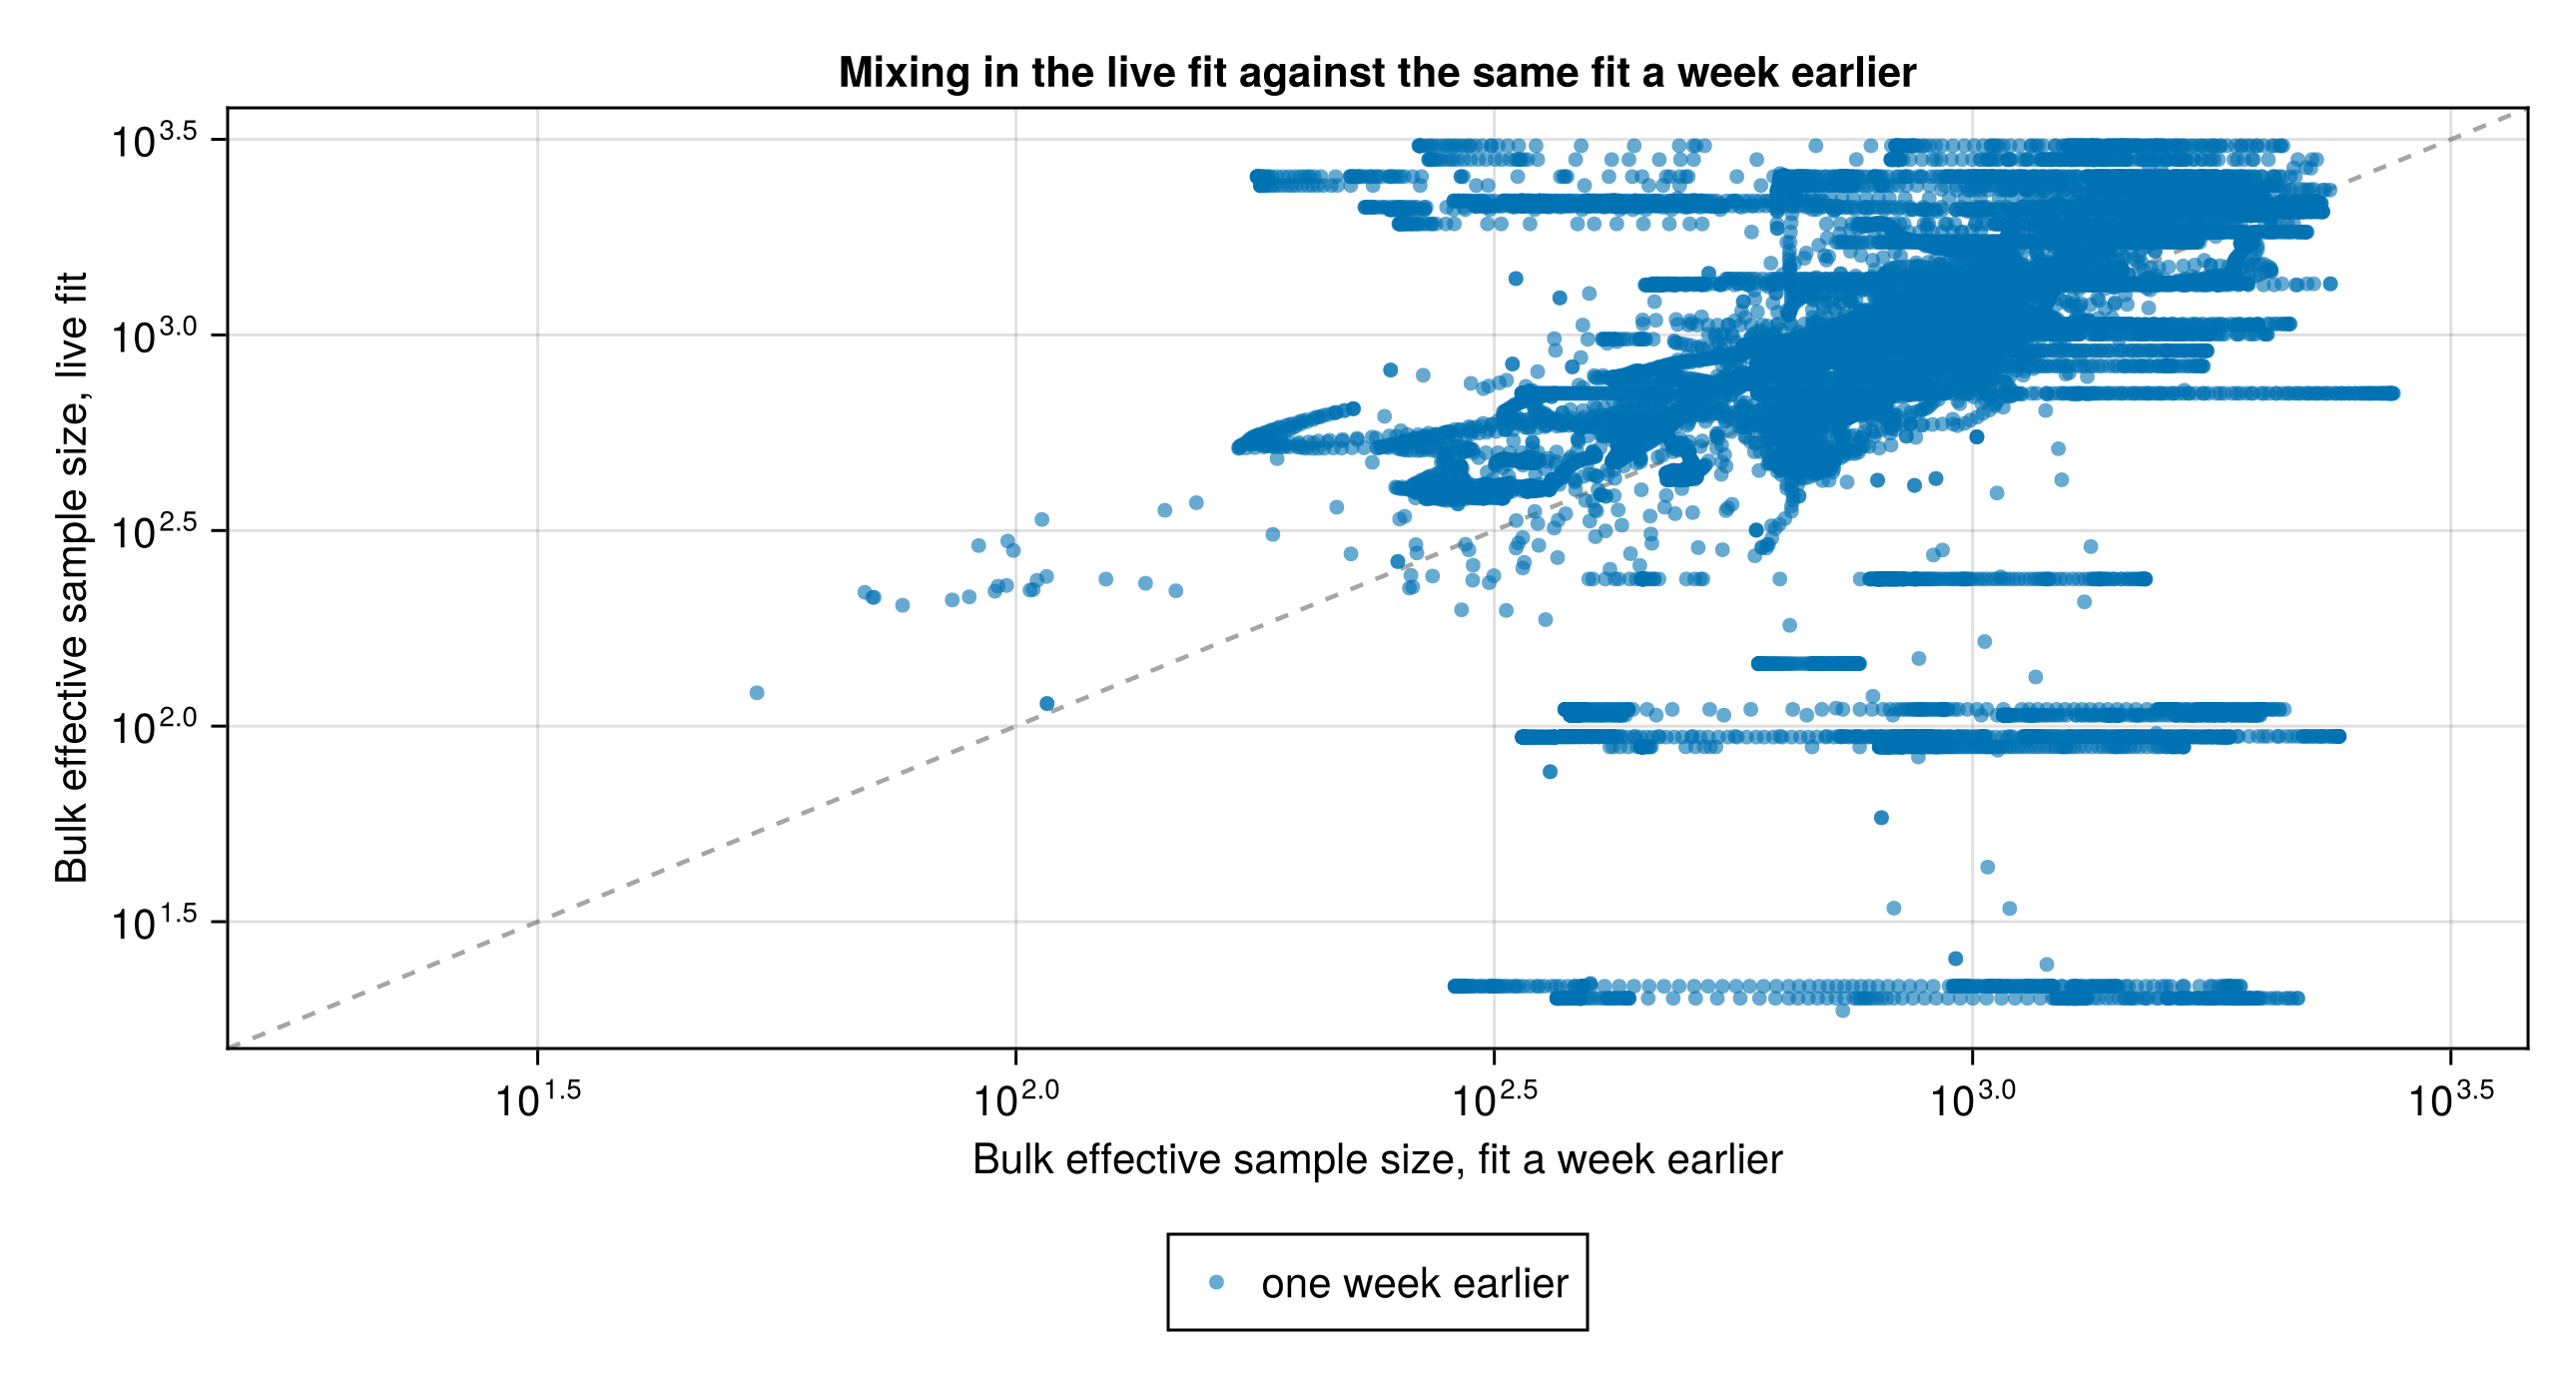 Mixing in the live fit against the same fit a week earlier
Bulk effective sample size, live fit
10^3.5
10^3.0
10^2.5
10^2.0
10^1.5
10^1.5
10^2.0
10^2.5
10^3.0
10^3.5
Bulk effective sample size, fit a week earlier
one week earlier